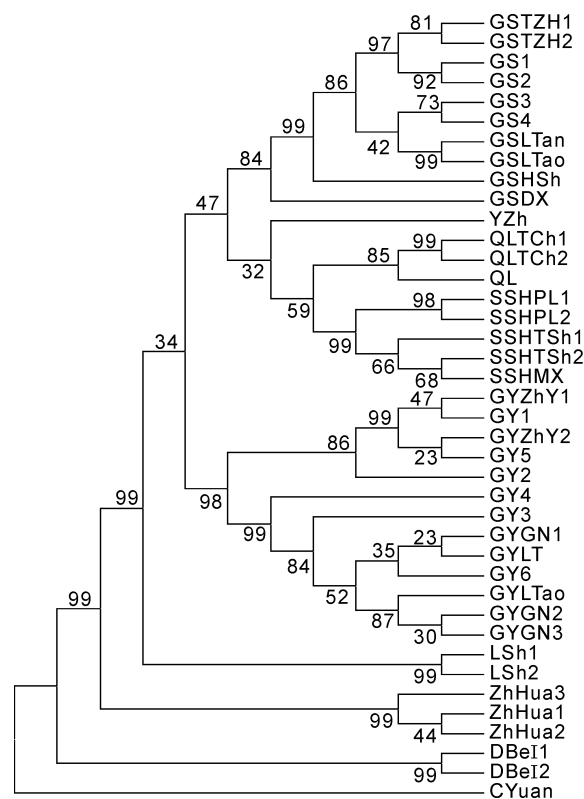 81 GSTZH1
GSTZH2
97
GS1
92 GS2
86
73 GS3
GS4
42
GSLTan
99 GSLTao
99
GSHSh
84
GSDX
47
YZh
32
99 QLTCh1
QLTCh2
85
QL
59
98 SSHPL1
SSHPL2
99
SSHTSh1
66
SSHTSh2
68 SSHMX
34
47 GYZhY1
GY1
99
GYZhY2
23 GY5
86
GY2
98
GY4
99
GY3
84
23 GYGN1
GYLT
35
GY6
52
GYLTao
87
GYGN2
30 GYGN3
99
LSh1
99 LSh2
99
ZhHua3
99
ZhHua1
44 ZhHua2
DBeI1
99 DBeI2
CYuan